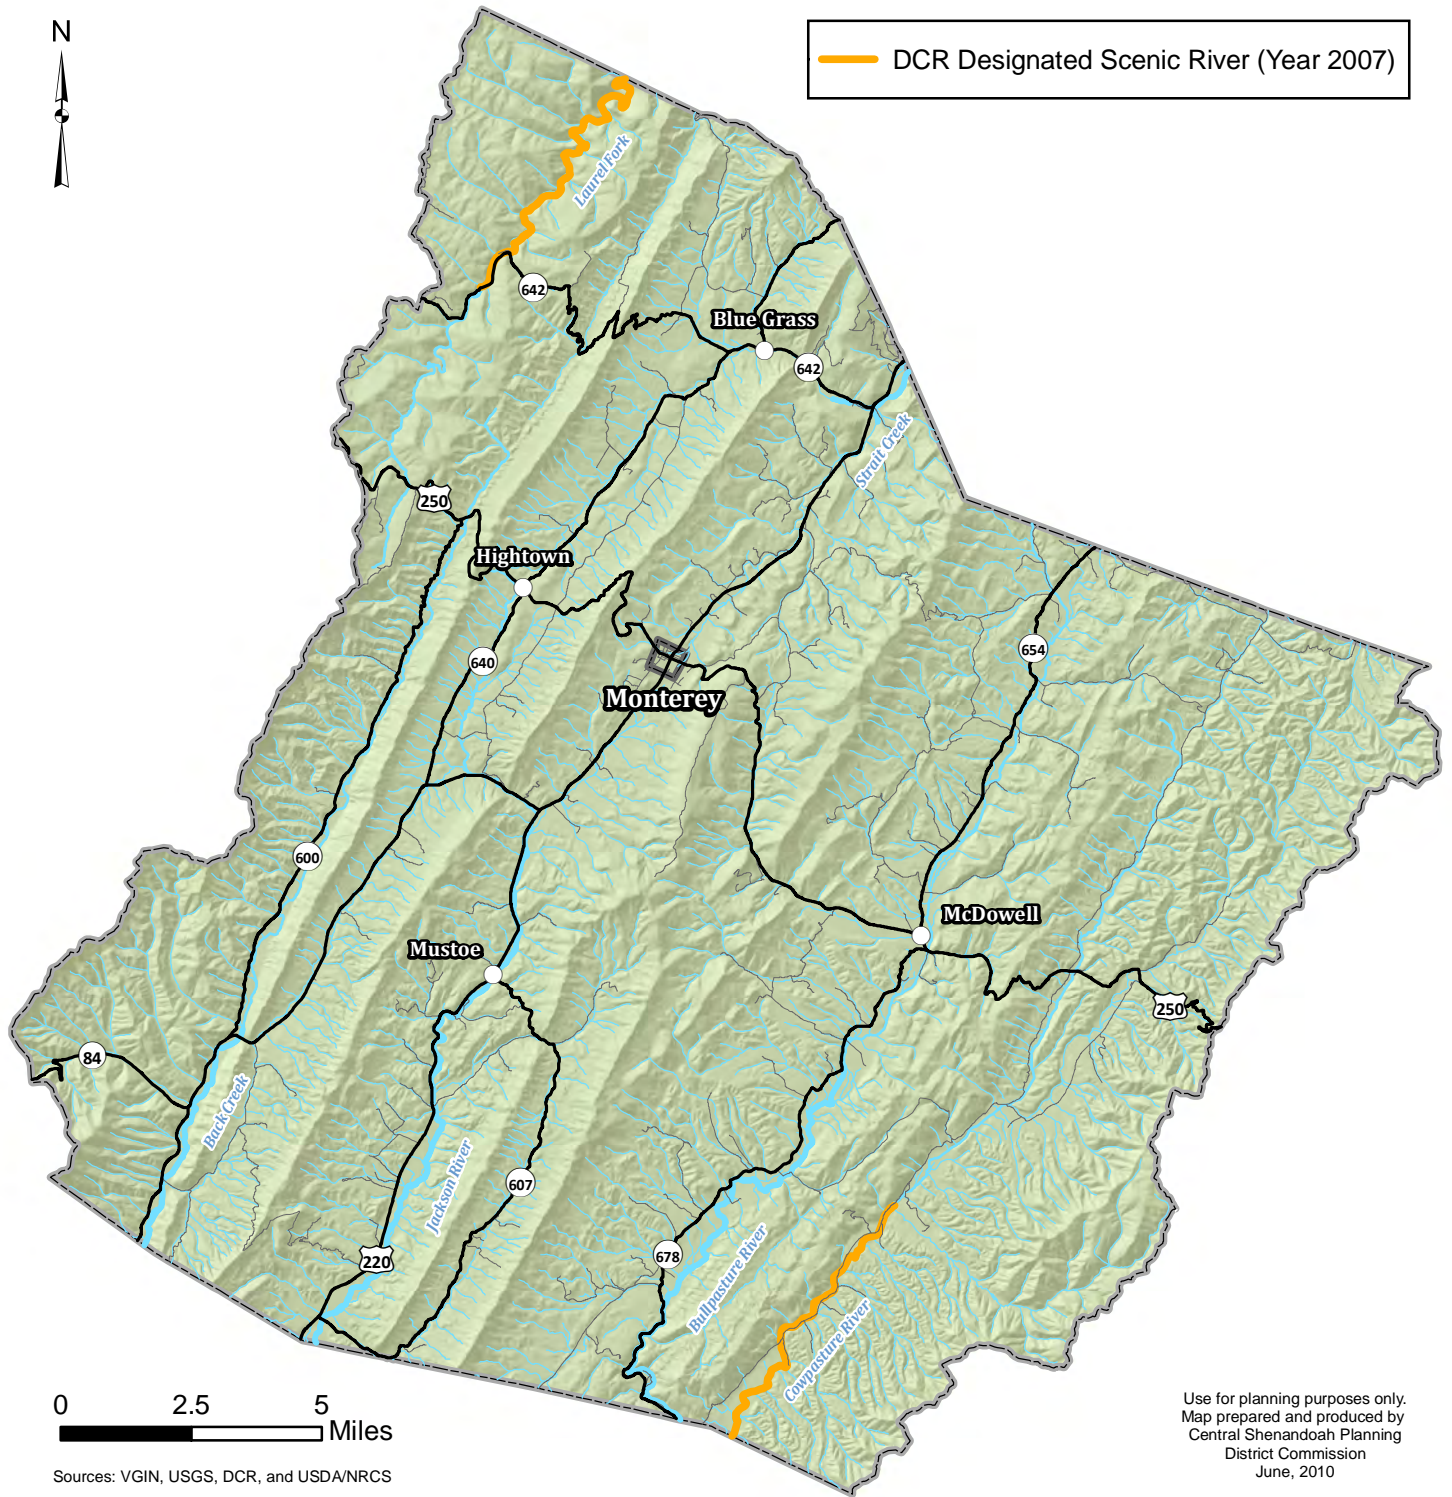 N
DCR Designated Scenic River (Year 2007)
Laurel Fork
642
Blue Grass
642
Strait Creek
250
Hightown
640
654
Monterey
600
McDowell
Mustoe
250
84
Back Creek
Jackson River
607
220
678
Bullpasture River
Cowpasture River
0 2.5 5
Miles
Sources: VGIN, USGS, DCR, and USDA/NRCS
Use for planning purposes only.
Map prepared and produced by
Central Shenandoah Planning
District Commission
June, 2010